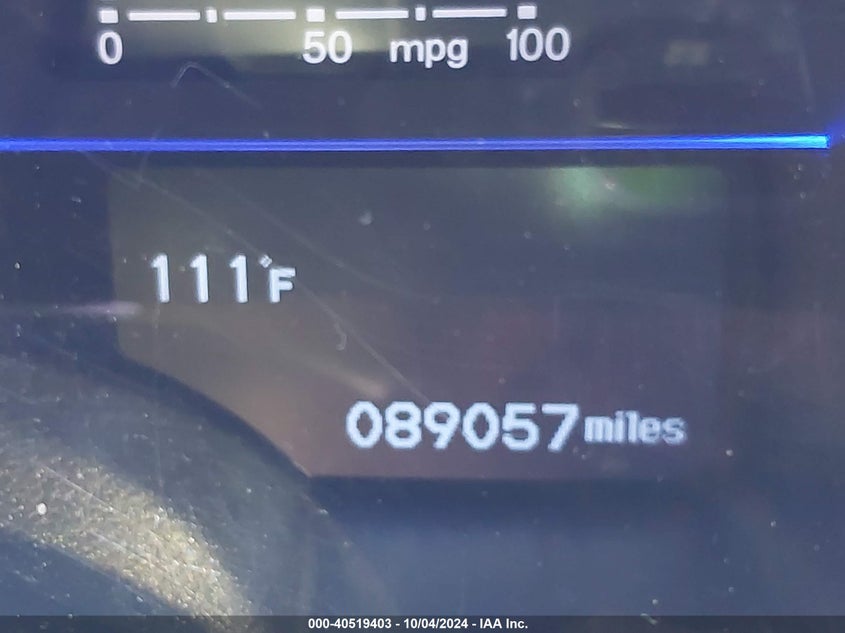 0 50 mpg 100
111°F
089057miles
000-40519403 - 10/04/2024 - IAA Inc.